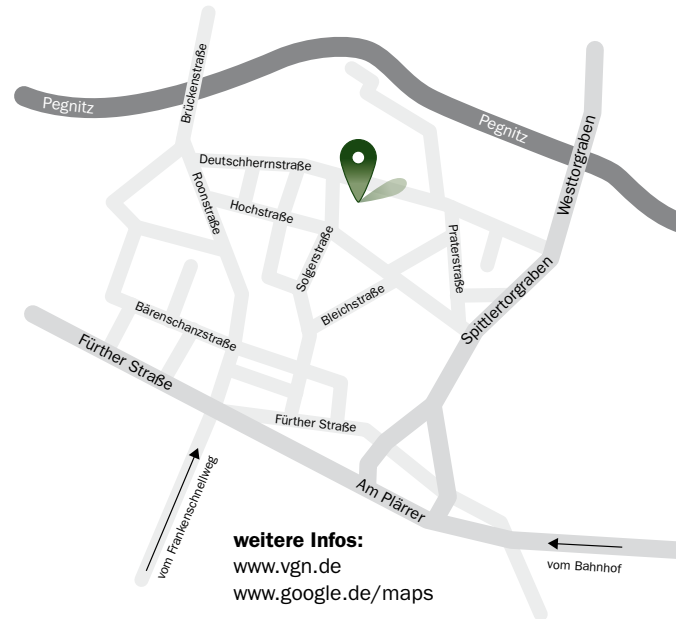 Brückenstraße
Pegnitz
Pegnitz
Westtorgraben
Deutschherrnstraße
Roonstraße
Hochstraße
Solgerstraße
Praterstraße
Bleichstraße
Spittlertorgraben
Bärenschanzstraße
Fürther Straße
Fürther Straße
Am Plärrer
vom Frankenschnellweg
vom Bahnhof
weitere Infos:
www.vgn.de
www.google.de/maps